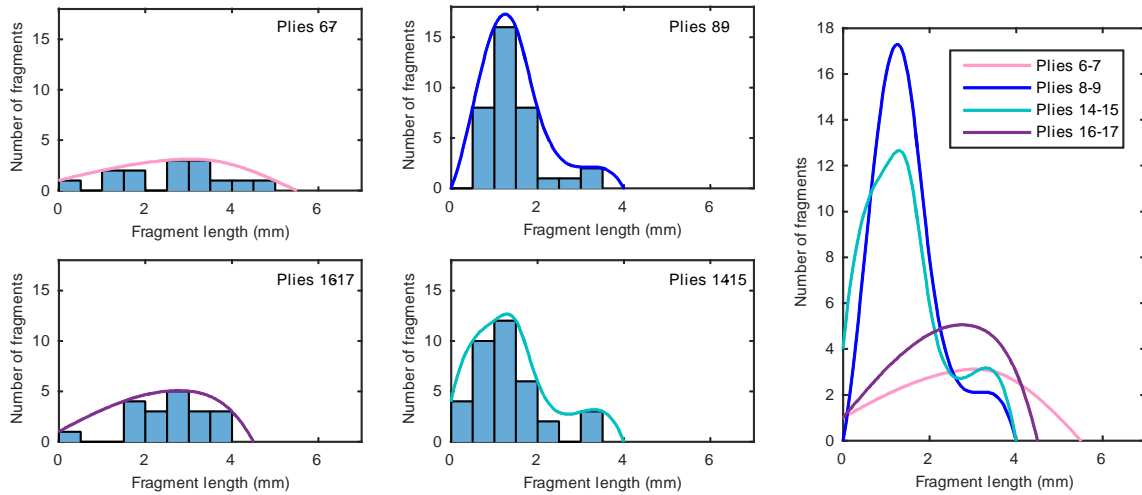 Plies 67
15
10
5
0
0 2 4 6
Number of fragments
Fragment length (mm)
Plies 89
15
10
5
0
0 2 4 6
Number of fragments
Fragment length (mm)
Plies 1617
15
10
5
0
0 2 4 6
Number of fragments
Fragment length (mm)
Plies 1415
15
10
5
0
0 2 4 6
Number of fragments
Fragment length (mm)
18
16
14
12
10
8
6
4
2
0
0 2 4 6
Number of fragments
Fragment length (mm)
Plies 6-7
Plies 8-9
Plies 14-15
Plies 16-17